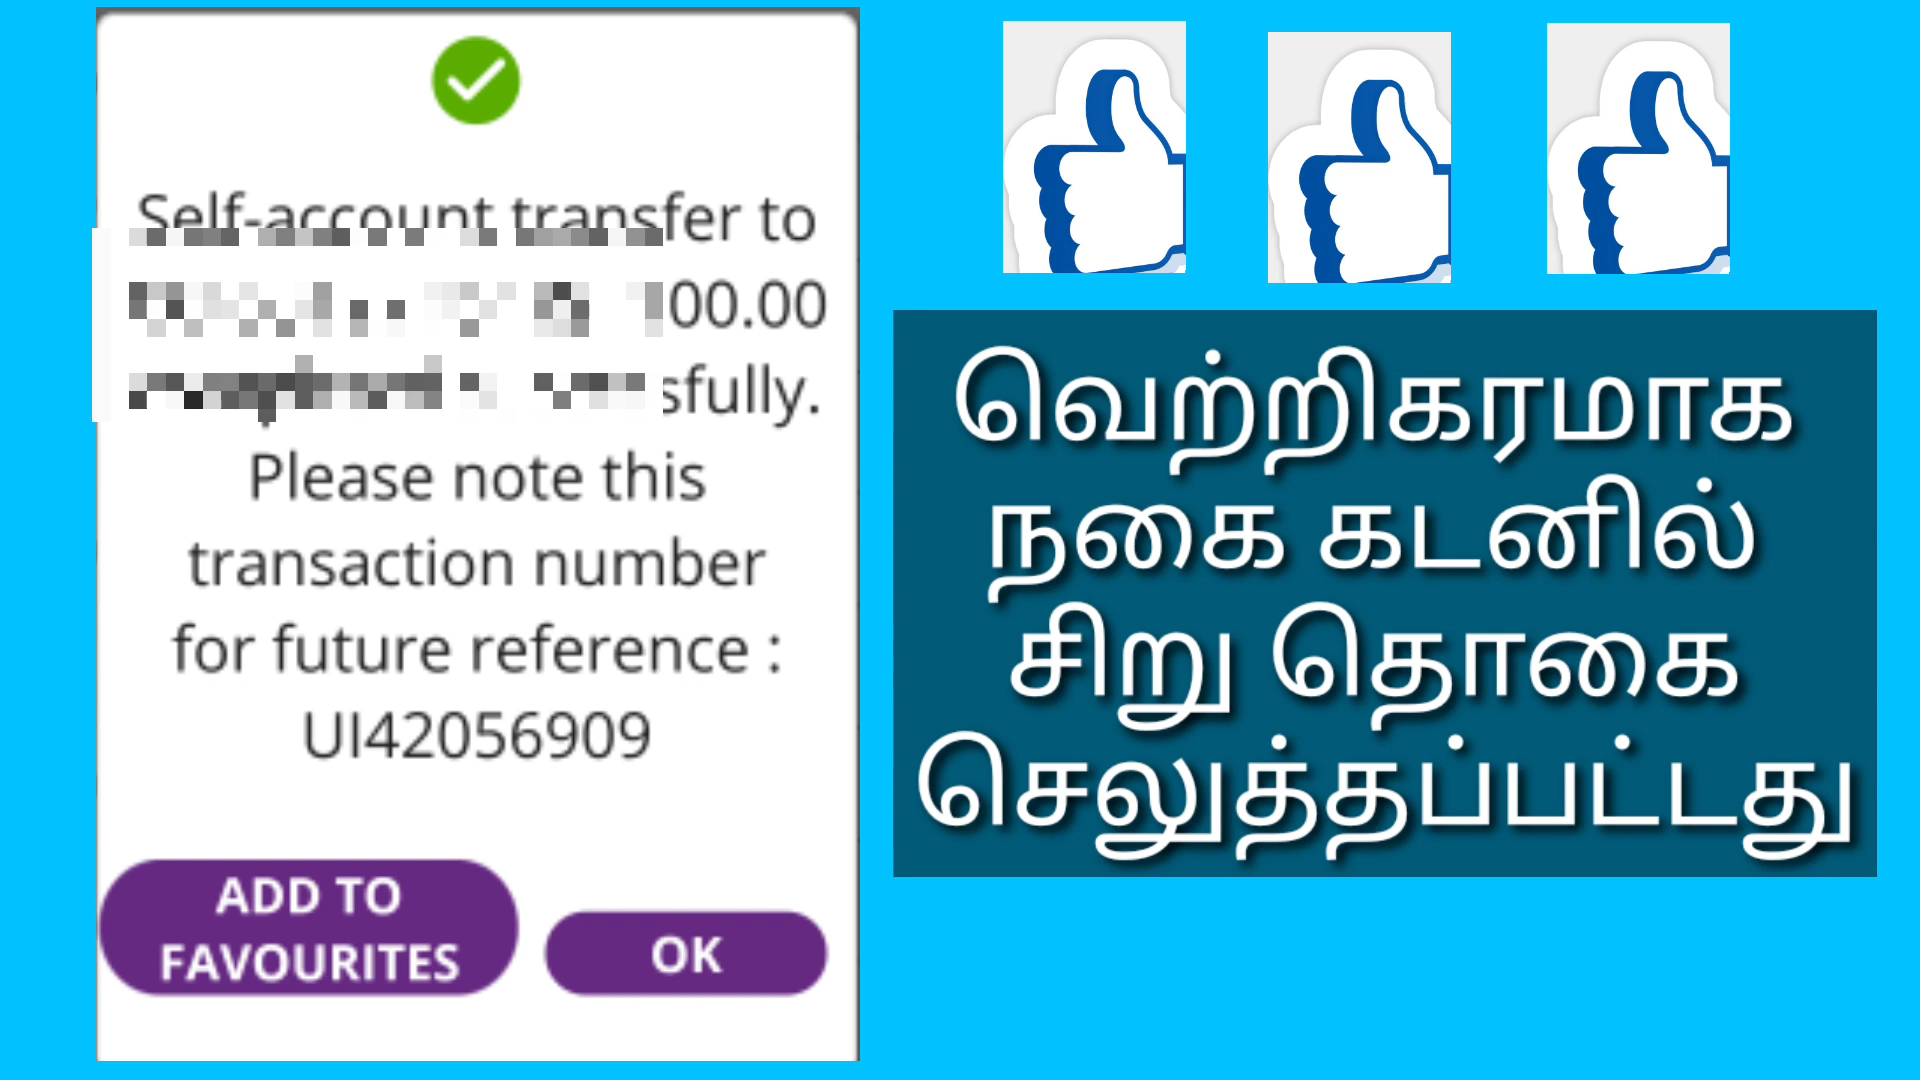 Self-account transfer to
00.00
sfully.
Please note this
transaction number
for future reference :
UI42056909
ADD TO
FAVOURITES
OK
வெற்றிகரமாக
நகை கடனில்
சிறு தொகை
செலுத்தப்பட்டது